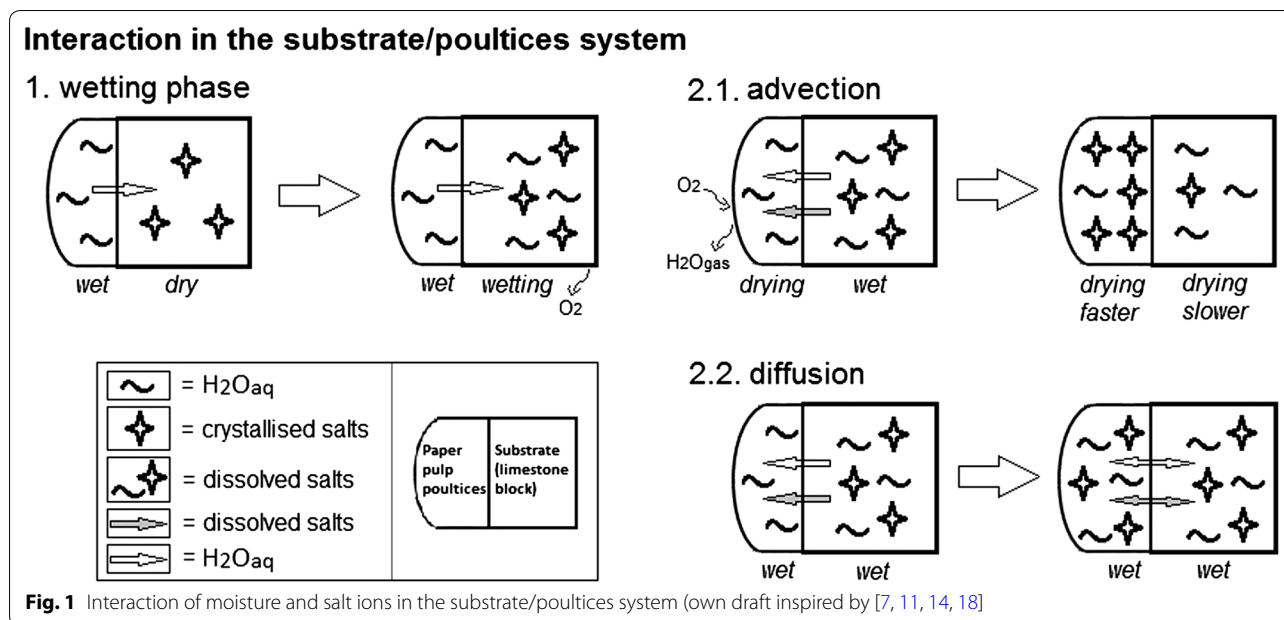 Interaction in the substrate/poultices system
1. wetting phase
wet
dry
wet
wetting
O2
2.1. advection
O2
H2Ogas
drying
wet
drying
faster
drying
slower
= H2Oaq
= crystallised salts
= dissolved salts
= dissolved salts
= H2Oaq
Paper
pulp
poultices
Substrate
(limestone
block)
2.2. diffusion
wet
wet
wet
wet
Fig. 1 Interaction of moisture and salt ions in the substrate/poultices system (own draft inspired by [7, 11, 14, 18]